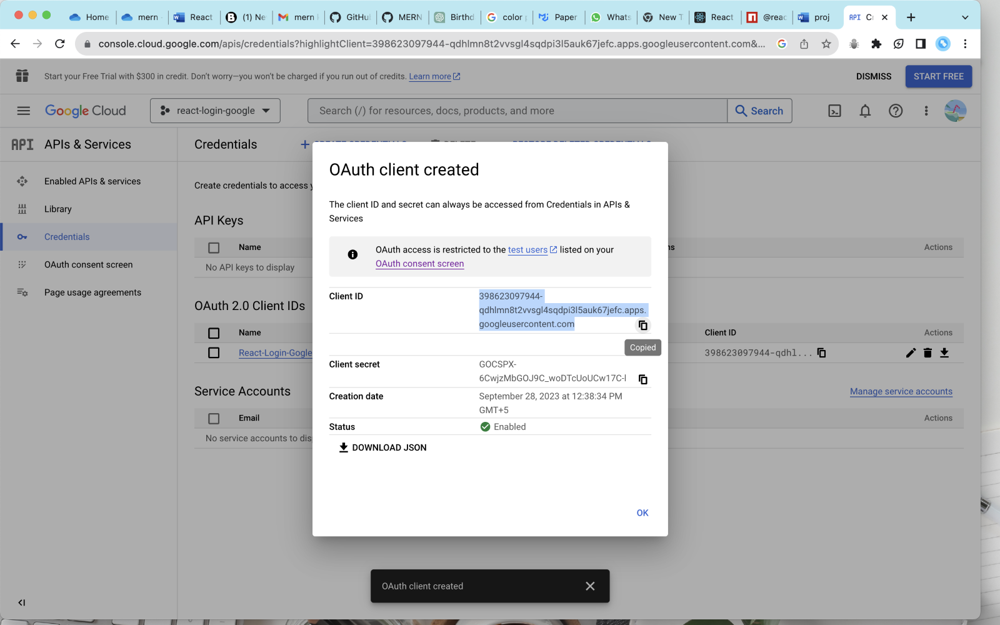 Home
mern
React
(1) Ne
mern
GitHu
MERN
Birthd
color
Paper
Whats
New T
React
@reac
proj
API
console.cloud.google.com/apis/credentials?highlightClient=398623097944-qdhlmn8t2vvsgl4sqdpi3l5auk67jefc.apps.googleusercontent.com&...
Start your Free Trial with $300 in credit. Don't worry—you won't be charged if you run out of credits. Learn more
DISMISS
START FREE
Google Cloud
react-login-google
Search (/) for resources, docs, products, and more
Search
API APIs & Services
Enabled APIs & services
Library
Credentials
OAuth consent screen
Page usage agreements
Credentials
+ CREATE CREDENTIALS
DELETE
RESTORE DELETED CREDENTIALS
Create credentials to access
API Keys
Name
Actions
No API keys to display
OAuth 2.0 Client IDs
Name
Client ID
Actions
React-Login-Gogle
398623097944-qdhl...
Service Accounts
Manage service accounts
Email
Actions
No service accounts to dis
OAuth client created
The client ID and secret can always be accessed from Credentials in APIs &
Services
OAuth access is restricted to the test users listed on your
OAuth consent screen
Client ID
398623097944-
qdhlmn8t2vvsgl4sqdpi3l5auk67jefc.apps.
googleusercontent.com
Copied
Client secret
GOCSPX-
6CwjzMbGOJ9C_woDTcUoUCw17C-l
Creation date
September 28, 2023 at 12:38:34 PM
GMT+5
Status
Enabled
DOWNLOAD JSON
OK
OAuth client created